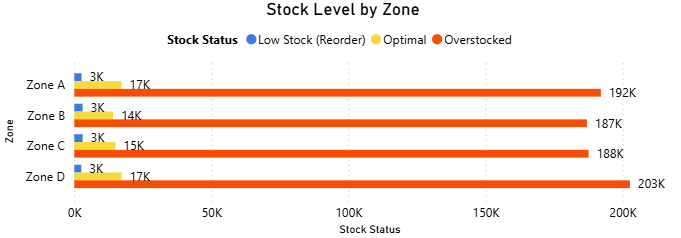 Stock Level by Zone
Stock Status Low Stock (Reorder) Optimal Overstocked
Zone
Zone A 3K 17K 192K
Zone B 3K 14K 187K
Zone C 3K 15K 188K
Zone D 3K 17K 203K
0K 50K 100K 150K 200K
Stock Status